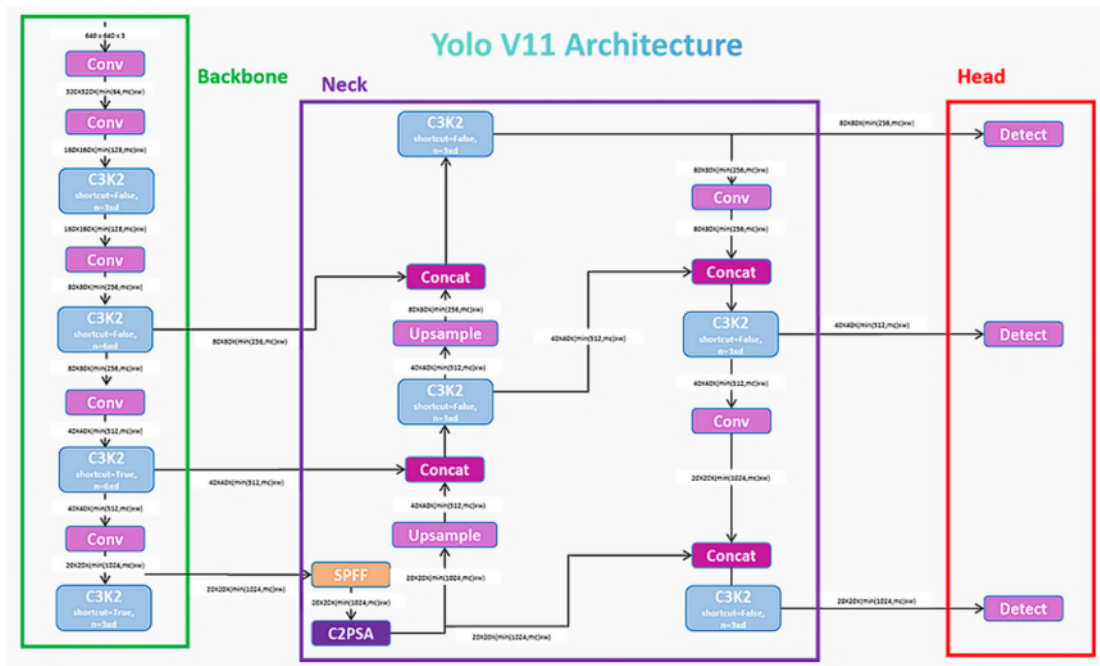 Yolo V11 Architecture
Backbone
640 x 640 x 3
Conv
320X320X(min(64,mc)xw)
Conv
160X160X(min(128,mc)xw)
C3K2
shortcut=False,
n=3xd
160X160X(min(128,mc)xw)
Conv
80X80X(min(256,mc)xw)
C3K2
shortcut=False,
n=6xd
80X80X(min(256,mc)xw)
Conv
40X40X(min(512,mc)xw)
C3K2
shortcut=True,
n=6xd
40X40X(min(512,mc)xw)
Conv
20X20X(min(1024,mc)xw)
C3K2
shortcut=True,
n=3xd
Neck
80X80X(min(256,mc)xw)
40X40X(min(512,mc)xw)
20X20X(min(1024,mc)xw)
C3K2
shortcut=False,
n=3xd
Concat
80X80X(min(256,mc)xw)
Upsample
40X40X(min(512,mc)xw)
C3K2
shortcut=False,
n=3xd
Concat
40X40X(min(512,mc)xw)
Upsample
20X20X(min(1024,mc)xw)
SPFF
20X20X(min(1024,mc)xw)
C2PSA
20X20X(min(1024,mc)xw)
40X40X(min(512,mc)xw)
80X80X(min(256,mc)xw)
Conv
80X80X(min(256,mc)xw)
Concat
C3K2
shortcut=False,
n=3xd
40X40X(min(512,mc)xw)
Conv
20X20X(min(1024,mc)xw)
Concat
C3K2
shortcut=False,
n=3xd
Head
80X80X(min(256,mc)xw)
Detect
40X40X(min(512,mc)xw)
Detect
20X20X(min(1024,mc)xw)
Detect